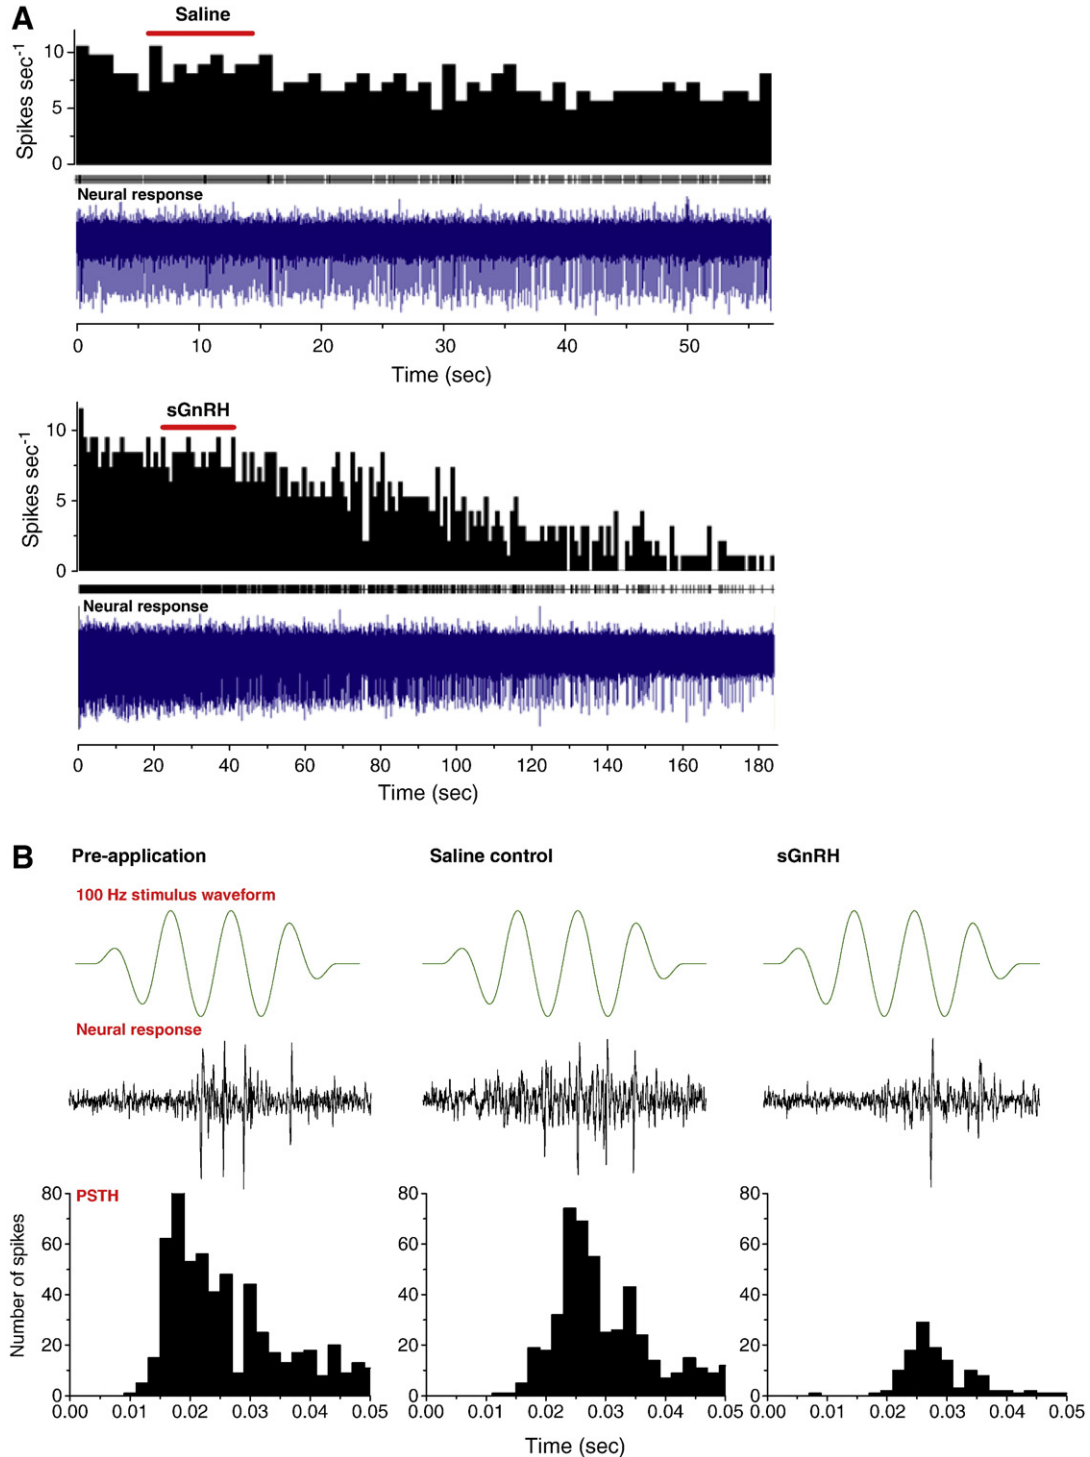 A
Saline
Spikes sec-1
10
5
0
Neural response
0 10 20 30 40 50
Time (sec)
sGnRH
Spikes sec-1
10
5
0
Neural response
0 20 40 60 80 100 120 140 160 180
Time (sec)
B
Pre-application Saline control sGnRH
100 Hz stimulus waveform
Neural response
PSTH
Number of spikes
80 80 80
60 60 60
40 40 40
20 20 20
0 0 0
0.00 0.01 0.02 0.03 0.04 0.05 0.00 0.01 0.02 0.03 0.04 0.05 0.00 0.01 0.02 0.03 0.04 0.05
Time (sec)